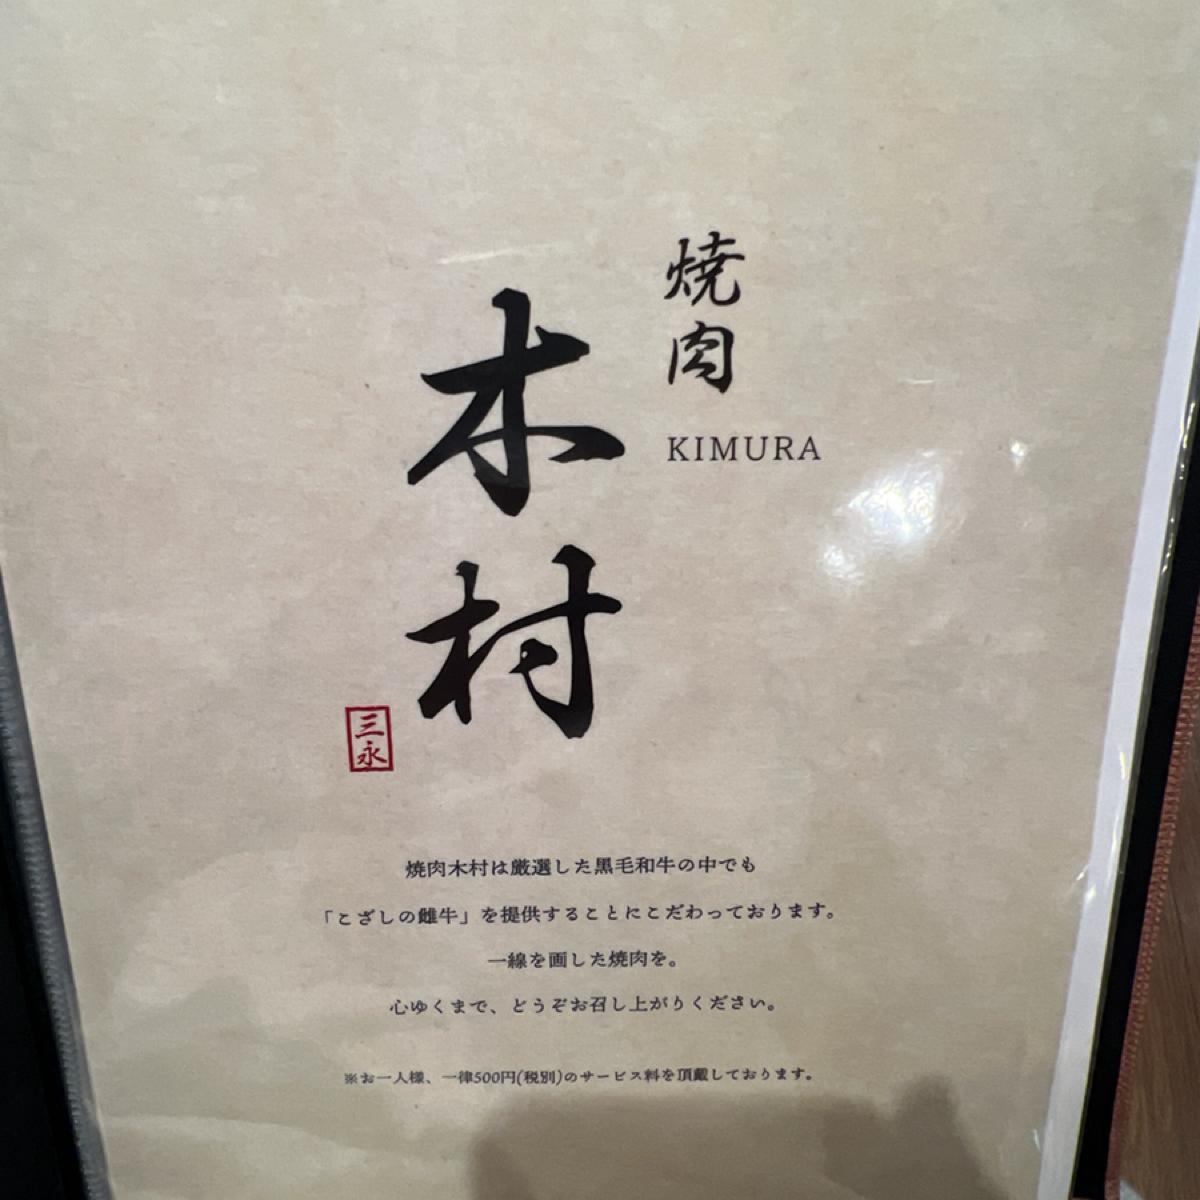 焼肉
KIMURA
木村
三永
焼肉木村は厳選した黒毛和牛の中でも
「こざしの雌牛」を提供することにこだわっております。
一線を画した焼肉を。
心ゆくまで、どうぞお召し上がりください。
※お一人様、一律500円(税別)のサービス料を頂戴しております。